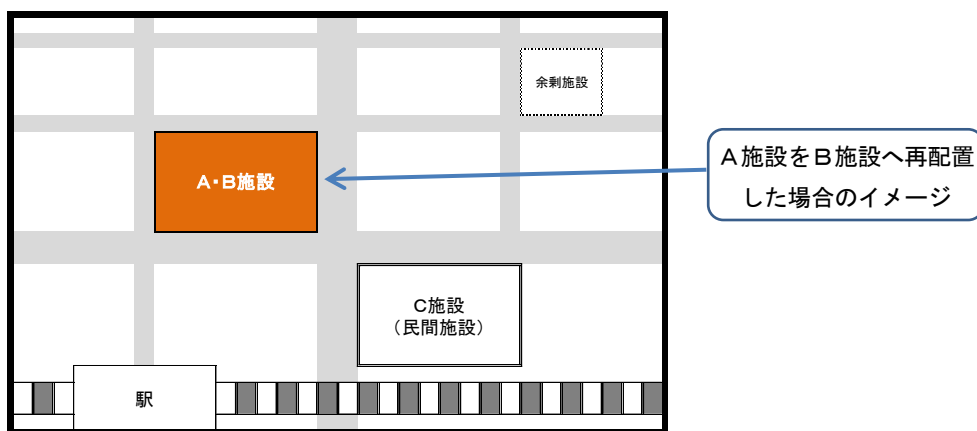 余剰施設
A・B施設
A施設をB施設へ再配置
した場合のイメージ
C施設
（民間施設）
駅